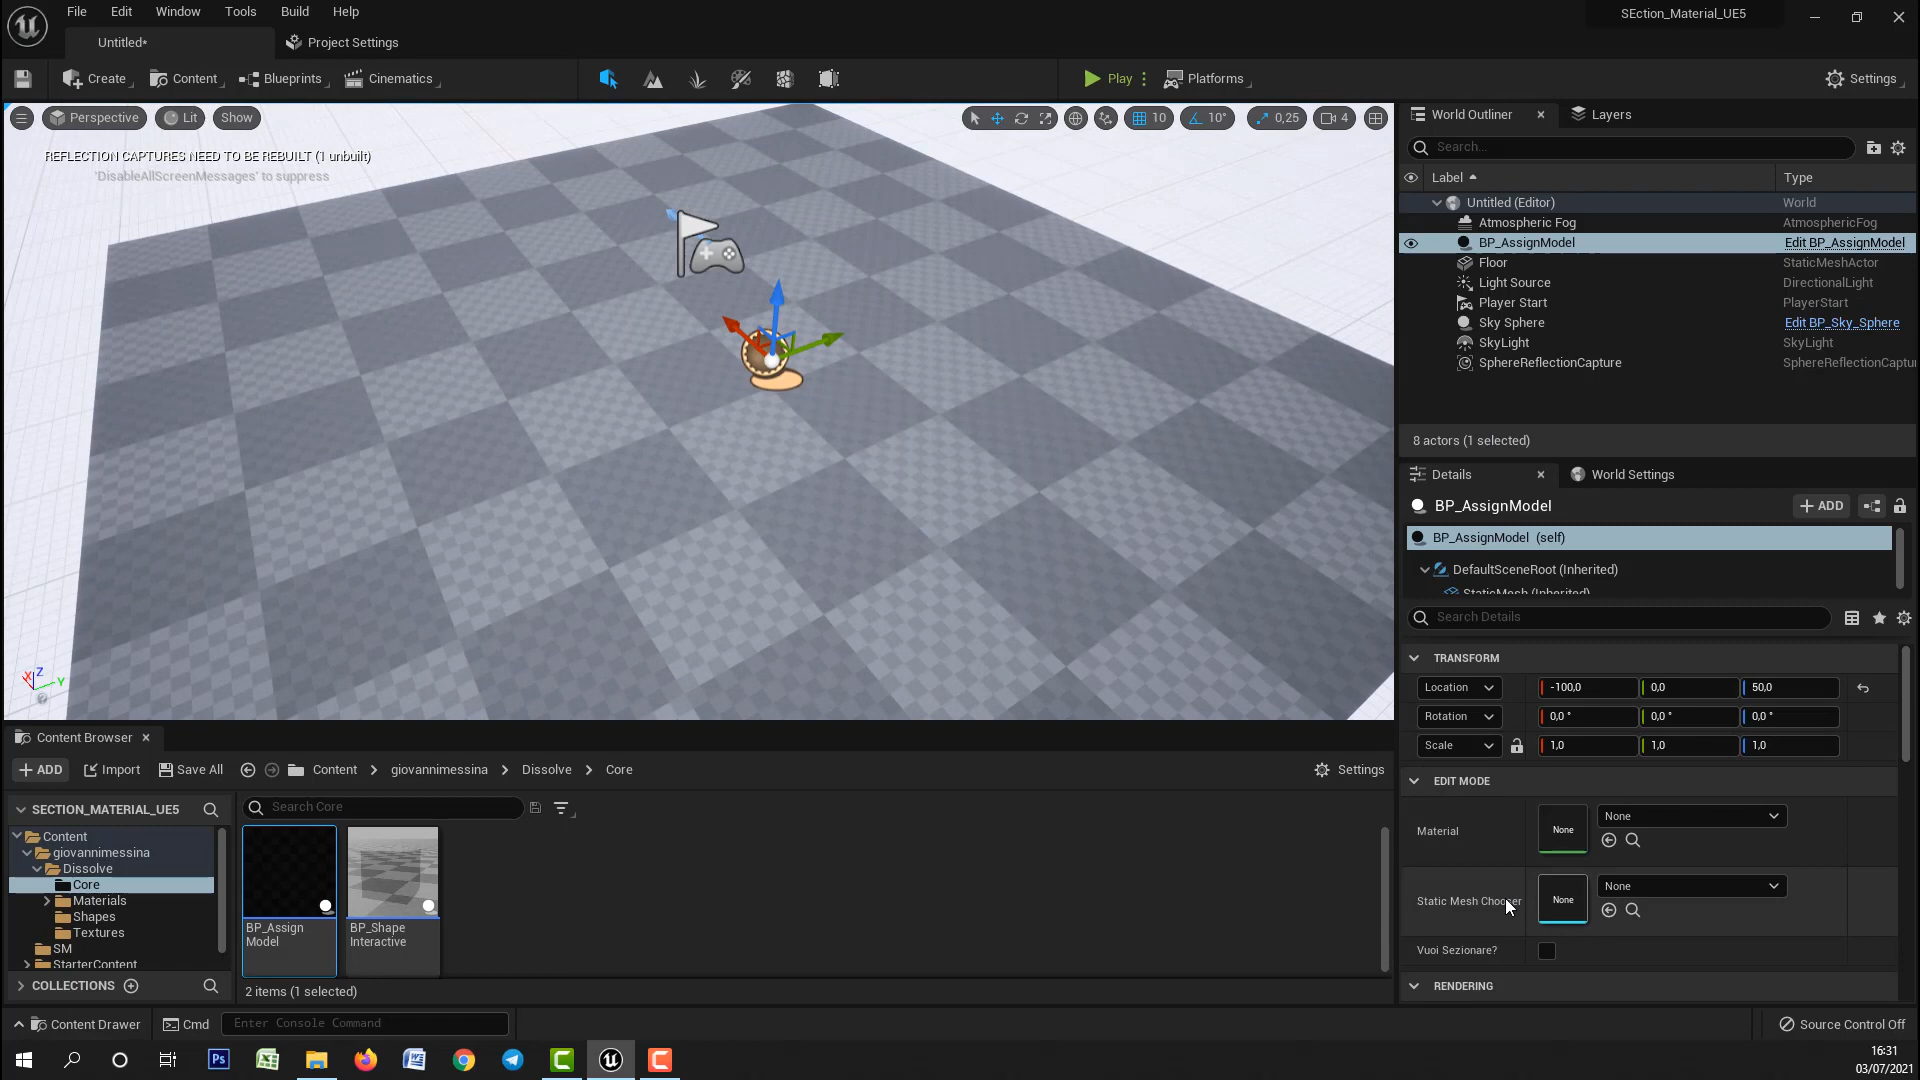 File Edit Window Tools Build Help
SEction_Material_UE5
Untitled*
Project Settings
Create
Content
Blueprints
Cinematics
Play
Platforms
Settings
Perspective
Lit
Show
10
10°
0,25
4
REFLECTION CAPTURES NEED TO BE REBUILT (1 unbuilt)
'DisableAllScreenMessages' to suppress
World Outliner
Layers
Search...
Label
Type
Untitled (Editor) World
Atmospheric Fog AtmosphericFog
BP_AssignModel Edit BP_AssignModel
Floor StaticMeshActor
Light Source DirectionalLight
Player Start PlayerStart
Sky Sphere Edit BP_Sky_Sphere
SkyLight SkyLight
SphereReflectionCapture SphereReflectionCaptu
8 actors (1 selected)
Details
World Settings
BP_AssignModel
ADD
BP_AssignModel (self)
DefaultSceneRoot (Inherited)
StaticMesh (Inherited)
Search Details
TRANSFORM
Location -100,0 0,0 50,0
Rotation 0,0 ° 0,0 ° 0,0 °
Scale 1,0 1,0 1,0
EDIT MODE
Material None None
Static Mesh Chooser None None
Vuoi Sezionare?
RENDERING
Content Browser
ADD
Import
Save All
Content
giovannimessina
Dissolve
Core
Settings
SECTION_MATERIAL_UE5
Search Core
Content
giovannimessina
Dissolve
Core
Materials
Shapes
Textures
SM
StarterContent
COLLECTIONS
BP_Assign
Model
BP_Shape
Interactive
2 items (1 selected)
Content Drawer
Cmd
Enter Console Command
Source Control Off
Ps
16:31
03/07/2021